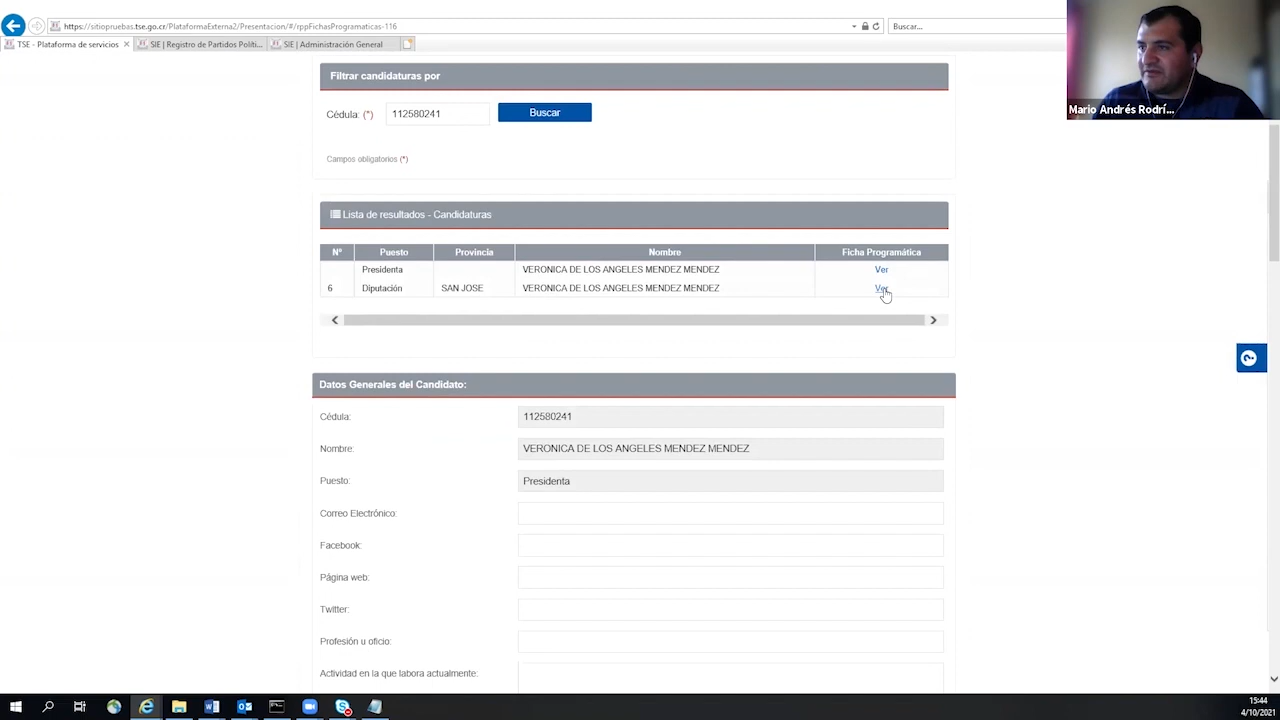 https://sitiopruebas.tse.go.cr/PlataformaExterna2/Presentacion/#/rppFichasProgramaticas-116
Buscar...
TSE - Plataforma de servicios
SIE | Registro de Partidos Políti...
SIE | Administración General
Mario Andrés Rodrí...
Filtrar candidaturas por
Cédula: (*) 112580241 Buscar
Campos obligatorios (*)
Lista de resultados - Candidaturas
Nº Puesto Provincia Nombre Ficha Programática
Presidenta VERONICA DE LOS ANGELES MENDEZ MENDEZ Ver
6 Diputación SAN JOSE VERONICA DE LOS ANGELES MENDEZ MENDEZ Ver
Datos Generales del Candidato:
Cédula: 112580241
Nombre: VERONICA DE LOS ANGELES MENDEZ MENDEZ
Puesto: Presidenta
Correo Electrónico:
Facebook:
Página web:
Twitter:
Profesión u oficio:
Actividad en la que labora actualmente:
15:44
4/10/2021